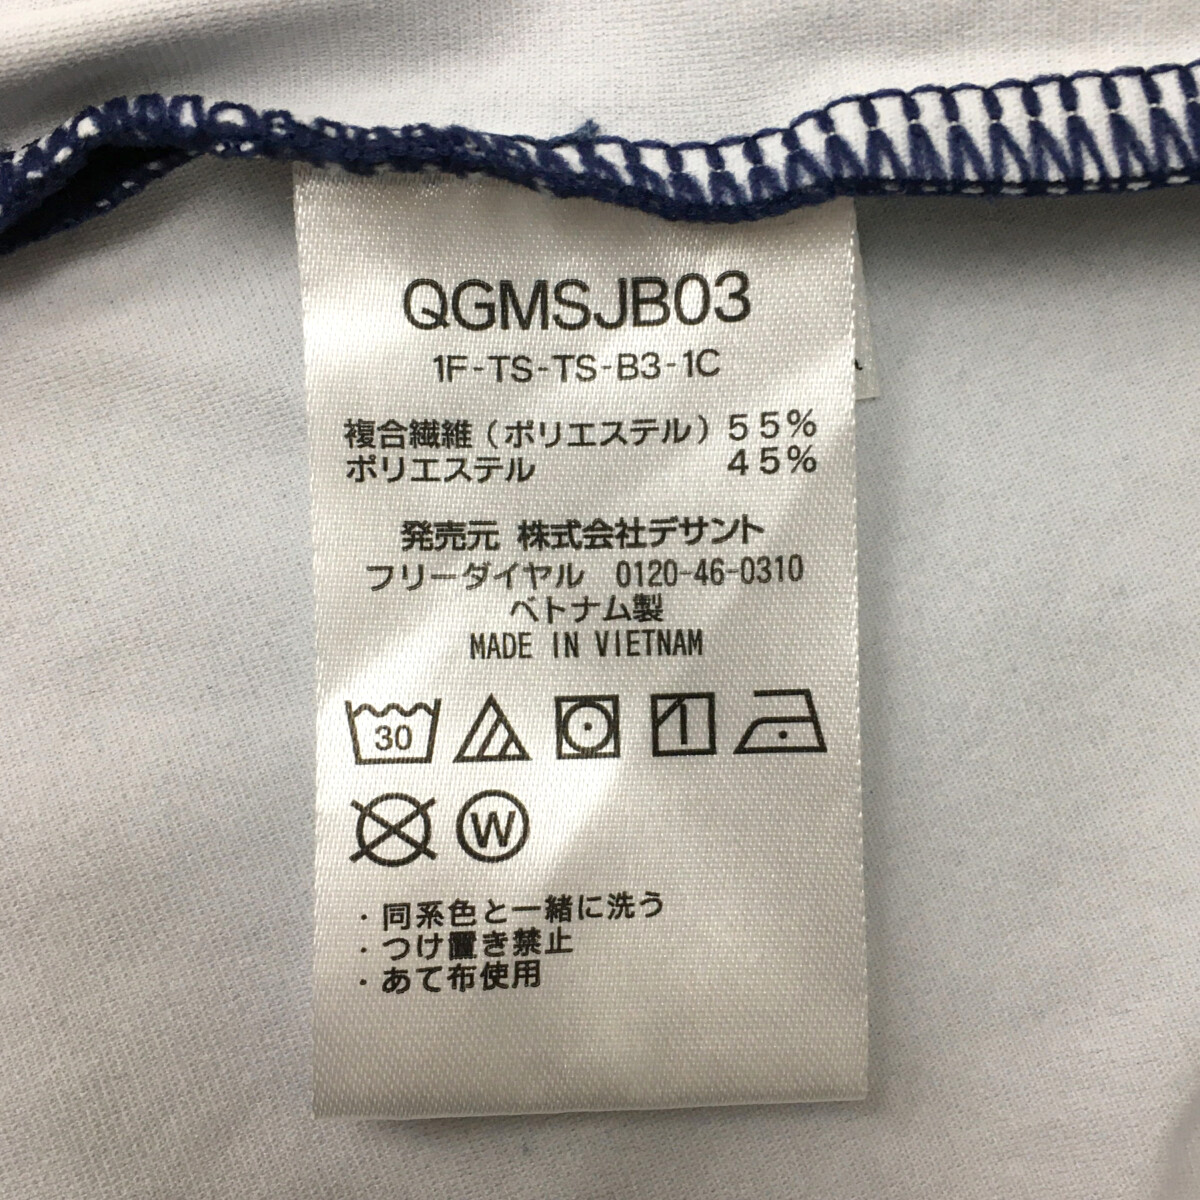 QGMSJB03
1F-TS-TS-B3-1C
複合繊維(ポリエステル) 55%
ポリエステル 45%
発売元 株式会社デサント
フリーダイヤル 0120-46-0310
ベトナム製
MADE IN VIETNAM
30
W
・同系色と一緒に洗う
・つけ置き禁止
・あて布使用